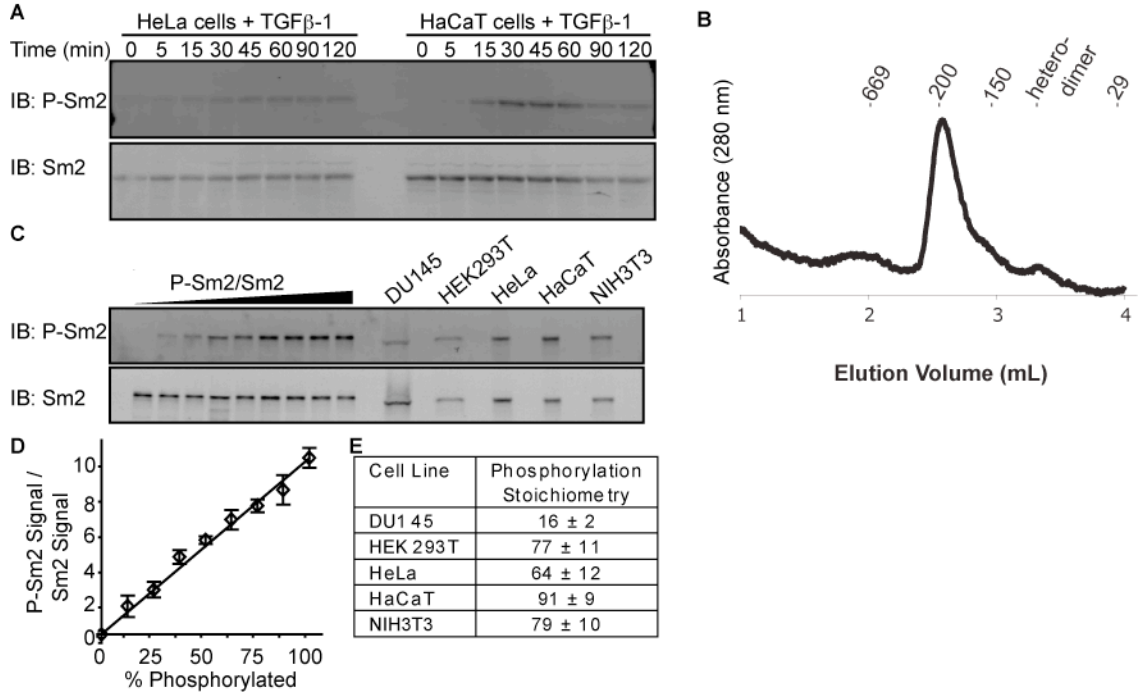 A
HeLa cells + TGFβ-1
HaCaT cells + TGFβ-1
Time (min) 0 5 15 30 45 60 90 120
0 5 15 30 45 60 90 120
IB: P-Sm2
IB: Sm2
B
-669
-200
-150
-hetero-
dimer
-29
Absorbance (280 nm)
1 2 3 4
Elution Volume (mL)
C
P-Sm2/Sm2
DU145
HEK293T
HeLa
HaCaT
NIH3T3
IB: P-Sm2
IB: Sm2
D
P-Sm2 Signal /
Sm2 Signal
10
8
6
4
2
0
0 25 50 75 100
% Phosphorylated
E
Cell Line Phosphorylation
Stoichiometry
DU145 16 ± 2
HEK 293T 77 ± 11
HeLa 64 ± 12
HaCaT 91 ± 9
NIH3T3 79 ± 10